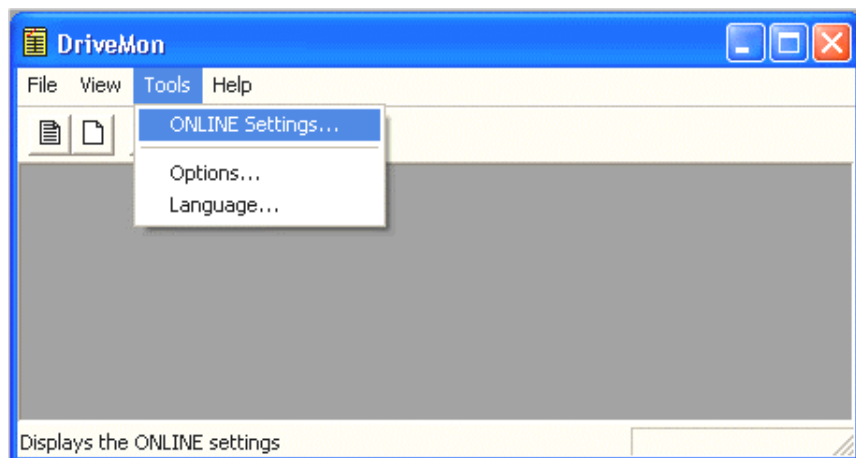 DriveMon
File View Tools Help
ONLINE Settings...
Options...
Language...
Displays the ONLINE settings